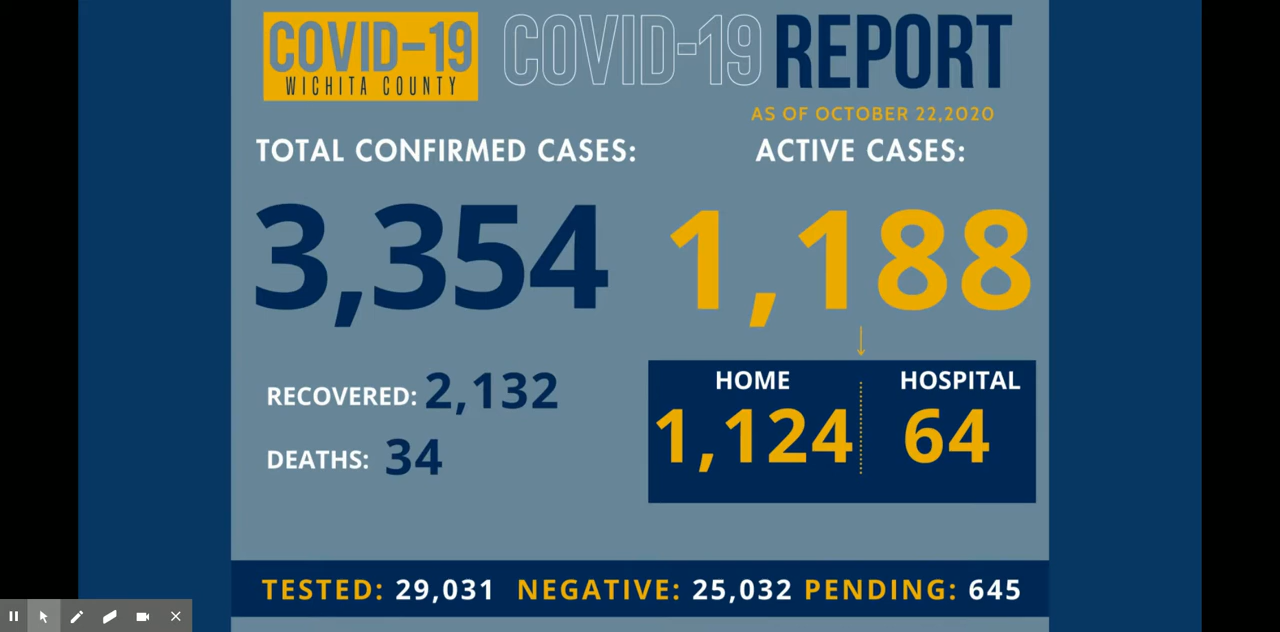 COVID-19
WICHITA COUNTY
COVID-19 REPORT
AS OF OCTOBER 22,2020
TOTAL CONFIRMED CASES:
3,354
RECOVERED: 2,132
DEATHS: 34
ACTIVE CASES:
1,188
HOME
1,124
HOSPITAL
64
TESTED: 29,031 NEGATIVE: 25,032 PENDING: 645